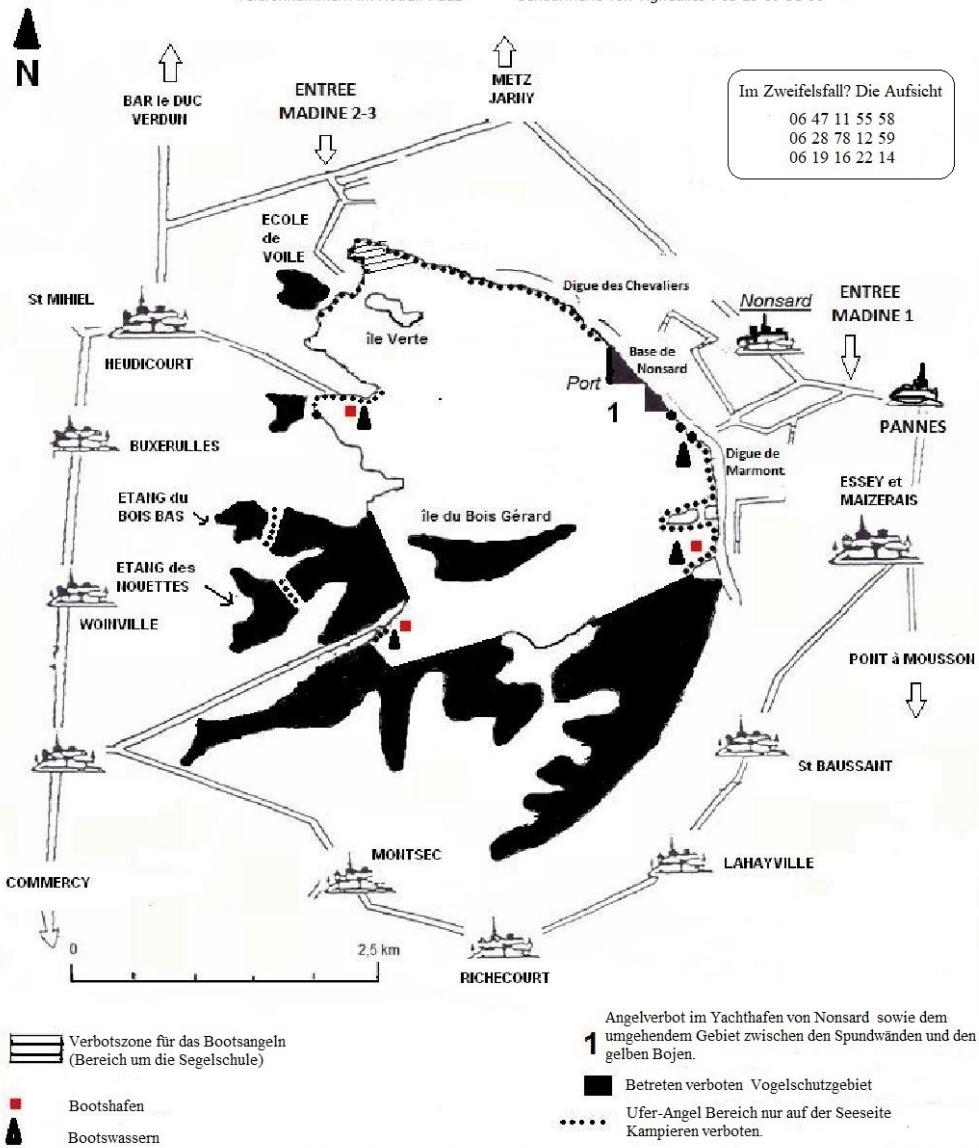 N
BAR le DUC
VERDUN
ENTREE
MADINE 2-3
METZ
JARNY
Im Zweifelsfall? Die Aufsicht
06 47 11 55 58
06 28 78 12 59
06 19 16 22 14
ECOLE
de
VOILE
St MIHIEL
île Verte
Digue des Chevaliers
Nonsard
ENTREE
MADINE 1
HEUDICOURT
Base de
Nonsard
Port
1
PANNES
BUXERULLES
Digue de
Marmont
ESSEY et
MAIZERAIS
ETANG du
BOIS BAS
île du Bois Gérard
ETANG des
NOUETTES
WOINVILLE
PONT à MOUSSON
St BAUSSANT
MONTSEC
LAHAYVILLE
COMMERCY
0
2,5 km
RICHECOURT
Verbotszone für das Bootsangeln
(Bereich um die Segelschule)
Bootshafen
Bootswassern
1
Angelverbot im Yachthafen von Nonsard sowie dem
umgehendem Gebiet zwischen den Spundwänden und den
gelben Bojen.
Betreten verboten Vogelschutzgebiet
Ufer-Angel Bereich nur auf der Seeseite
Kampieren verboten.